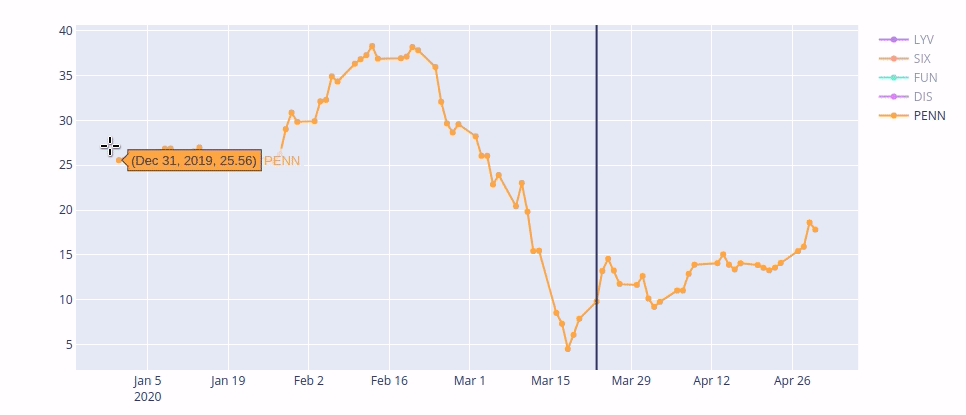 40
35
30
25
20
15
10
5
(Dec 31, 2019, 25.56) PENN
Jan 5 Jan 19 Feb 2 Feb 16 Mar 1 Mar 15 Mar 29 Apr 12 Apr 26
2020
LYV
SIX
FUN
DIS
PENN